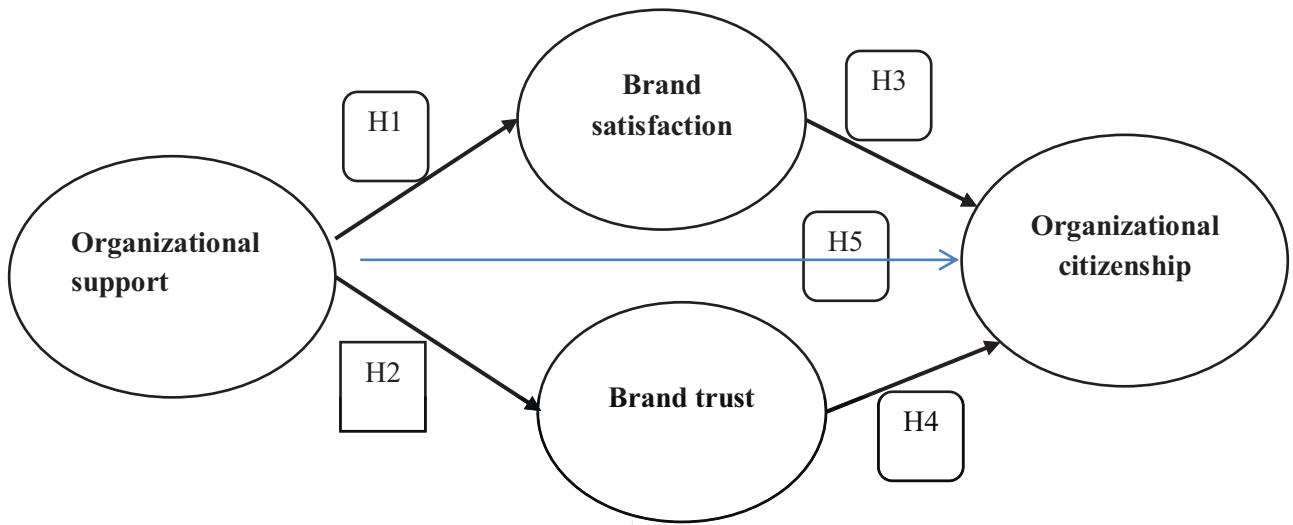 Brand
satisfaction
H3
H1
Organizational
support
H5
Organizational
citizenship
H2
Brand trust
H4